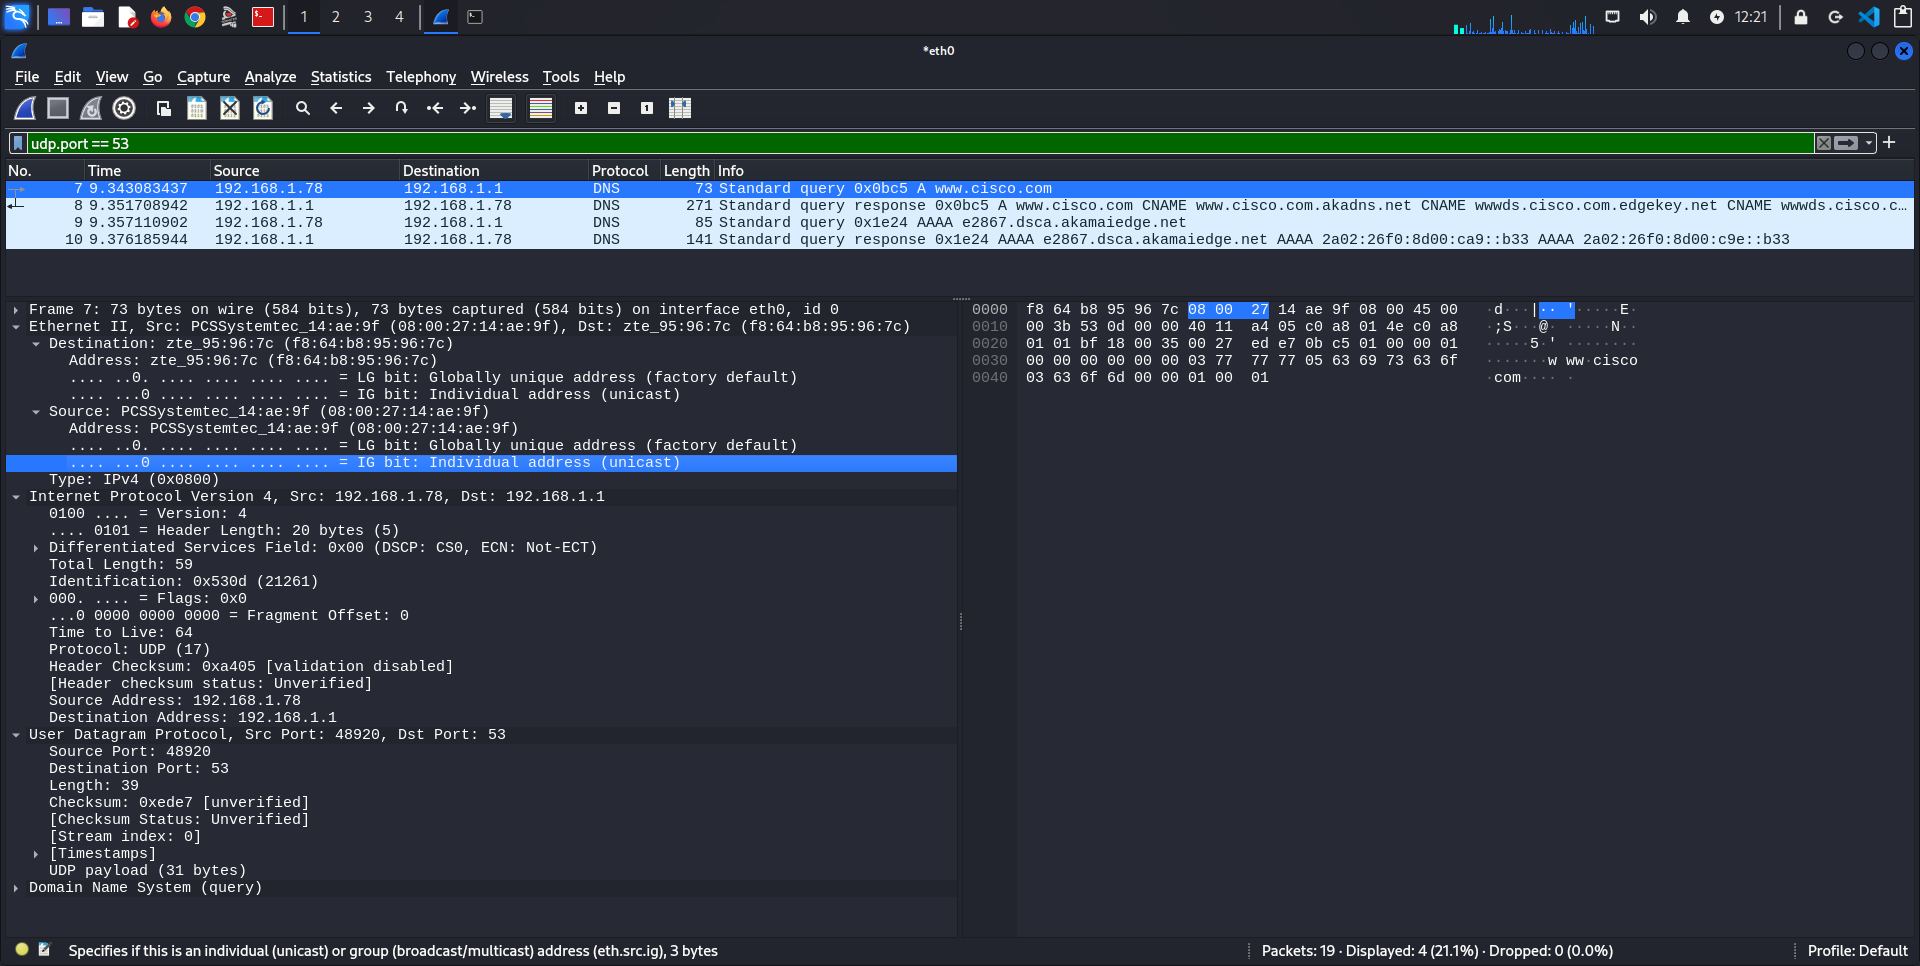 1 2 3 4 12:21
*eth0
File Edit View Go Capture Analyze Statistics Telephony Wireless Tools Help
udp.port == 53
No. Time Source Destination Protocol Length Info
7 9.343083437 192.168.1.78 192.168.1.1 DNS 73 Standard query 0x0bc5 A www.cisco.com
8 9.351708942 192.168.1.1 192.168.1.78 DNS 271 Standard query response 0x0bc5 A www.cisco.com CNAME www.cisco.com.akadns.net CNAME wwwds.cisco.com.edgekey.net CNAME wwwds.cisco.c…
9 9.357110902 192.168.1.78 192.168.1.1 DNS 85 Standard query 0x1e24 AAAA e2867.dsca.akamaiedge.net
10 9.376185944 192.168.1.1 192.168.1.78 DNS 141 Standard query response 0x1e24 AAAA e2867.dsca.akamaiedge.net AAAA 2a02:26f0:8d00:ca9::b33 AAAA 2a02:26f0:8d00:c9e::b33
Frame 7: 73 bytes on wire (584 bits), 73 bytes captured (584 bits) on interface eth0, id 0
Ethernet II, Src: PCSSystemtec_14:ae:9f (08:00:27:14:ae:9f), Dst: zte_95:96:7c (f8:64:b8:95:96:7c)
Destination: zte_95:96:7c (f8:64:b8:95:96:7c)
Address: zte_95:96:7c (f8:64:b8:95:96:7c)
.... ..0. .... .... .... .... = LG bit: Globally unique address (factory default)
.... ...0 .... .... .... .... = IG bit: Individual address (unicast)
Source: PCSSystemtec_14:ae:9f (08:00:27:14:ae:9f)
Address: PCSSystemtec_14:ae:9f (08:00:27:14:ae:9f)
.... ..0. .... .... .... .... = LG bit: Globally unique address (factory default)
.... ...0 .... .... .... .... = IG bit: Individual address (unicast)
Type: IPv4 (0x0800)
Internet Protocol Version 4, Src: 192.168.1.78, Dst: 192.168.1.1
0100 .... = Version: 4
.... 0101 = Header Length: 20 bytes (5)
Differentiated Services Field: 0x00 (DSCP: CS0, ECN: Not-ECT)
Total Length: 59
Identification: 0x530d (21261)
000. .... = Flags: 0x0
...0 0000 0000 0000 = Fragment Offset: 0
Time to Live: 64
Protocol: UDP (17)
Header Checksum: 0xa405 [validation disabled]
[Header checksum status: Unverified]
Source Address: 192.168.1.78
Destination Address: 192.168.1.1
User Datagram Protocol, Src Port: 48920, Dst Port: 53
Source Port: 48920
Destination Port: 53
Length: 39
Checksum: 0xede7 [unverified]
[Checksum Status: Unverified]
[Stream index: 0]
[Timestamps]
UDP payload (31 bytes)
Domain Name System (query)
0000 f8 64 b8 95 96 7c 08 00 27 14 ae 9f 08 00 45 00 ·d···|·· '·····E·
0010 00 3b 53 0d 00 00 40 11 a4 05 c0 a8 01 4e c0 a8 ·;S···@· ·····N··
0020 01 01 bf 18 00 35 00 27 ed e7 0b c5 01 00 00 01 ·····5·' ········
0030 00 00 00 00 00 00 03 77 77 77 05 63 69 73 63 6f ·······w ww·cisco
0040 03 63 6f 6d 00 00 01 00 01 ·com···· ·
Specifies if this is an individual (unicast) or group (broadcast/multicast) address (eth.src.ig), 3 bytes
Packets: 19 · Displayed: 4 (21.1%) · Dropped: 0 (0.0%)
Profile: Default